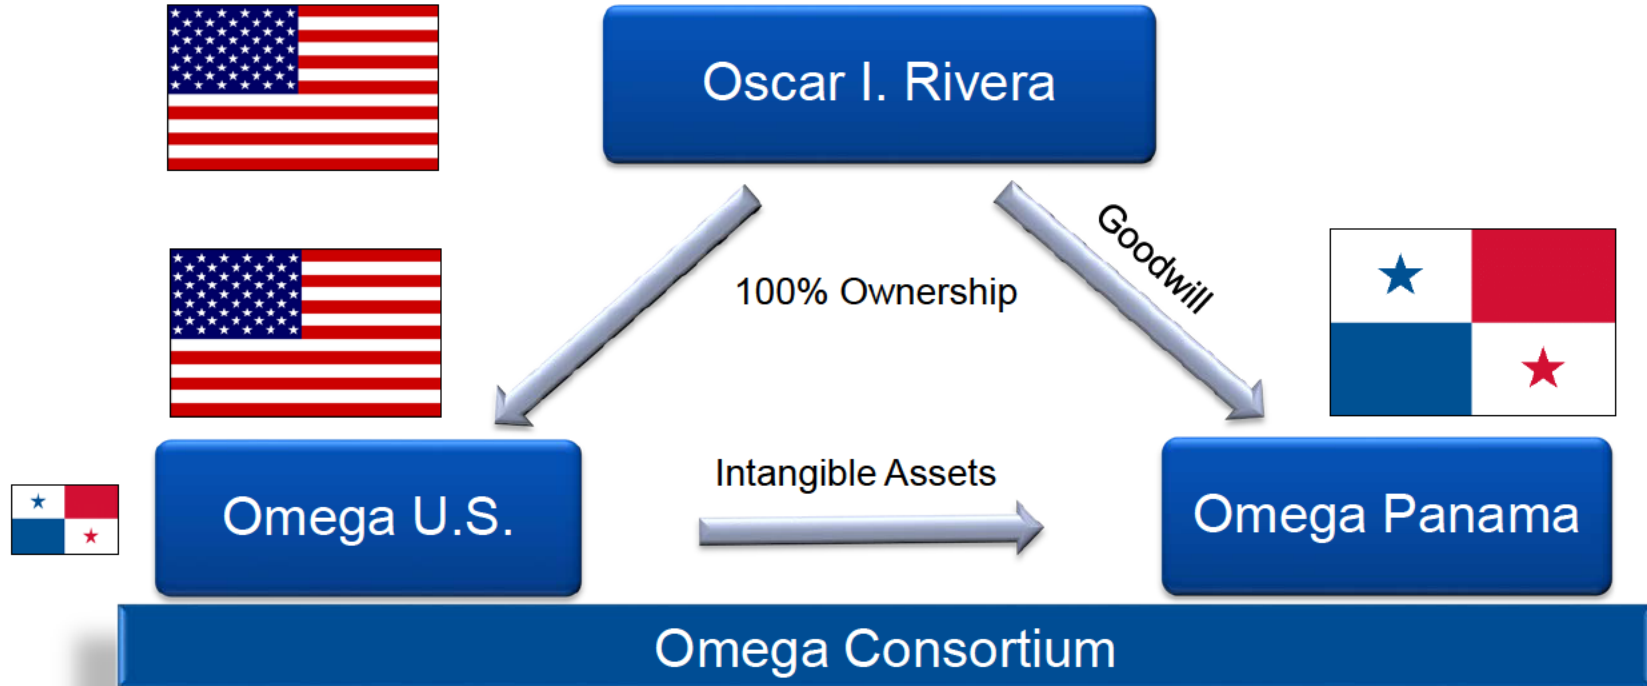 Oscar I. Rivera
Goodwill
100% Ownership
Intangible Assets
Omega U.S.
Omega Panama
Omega Consortium